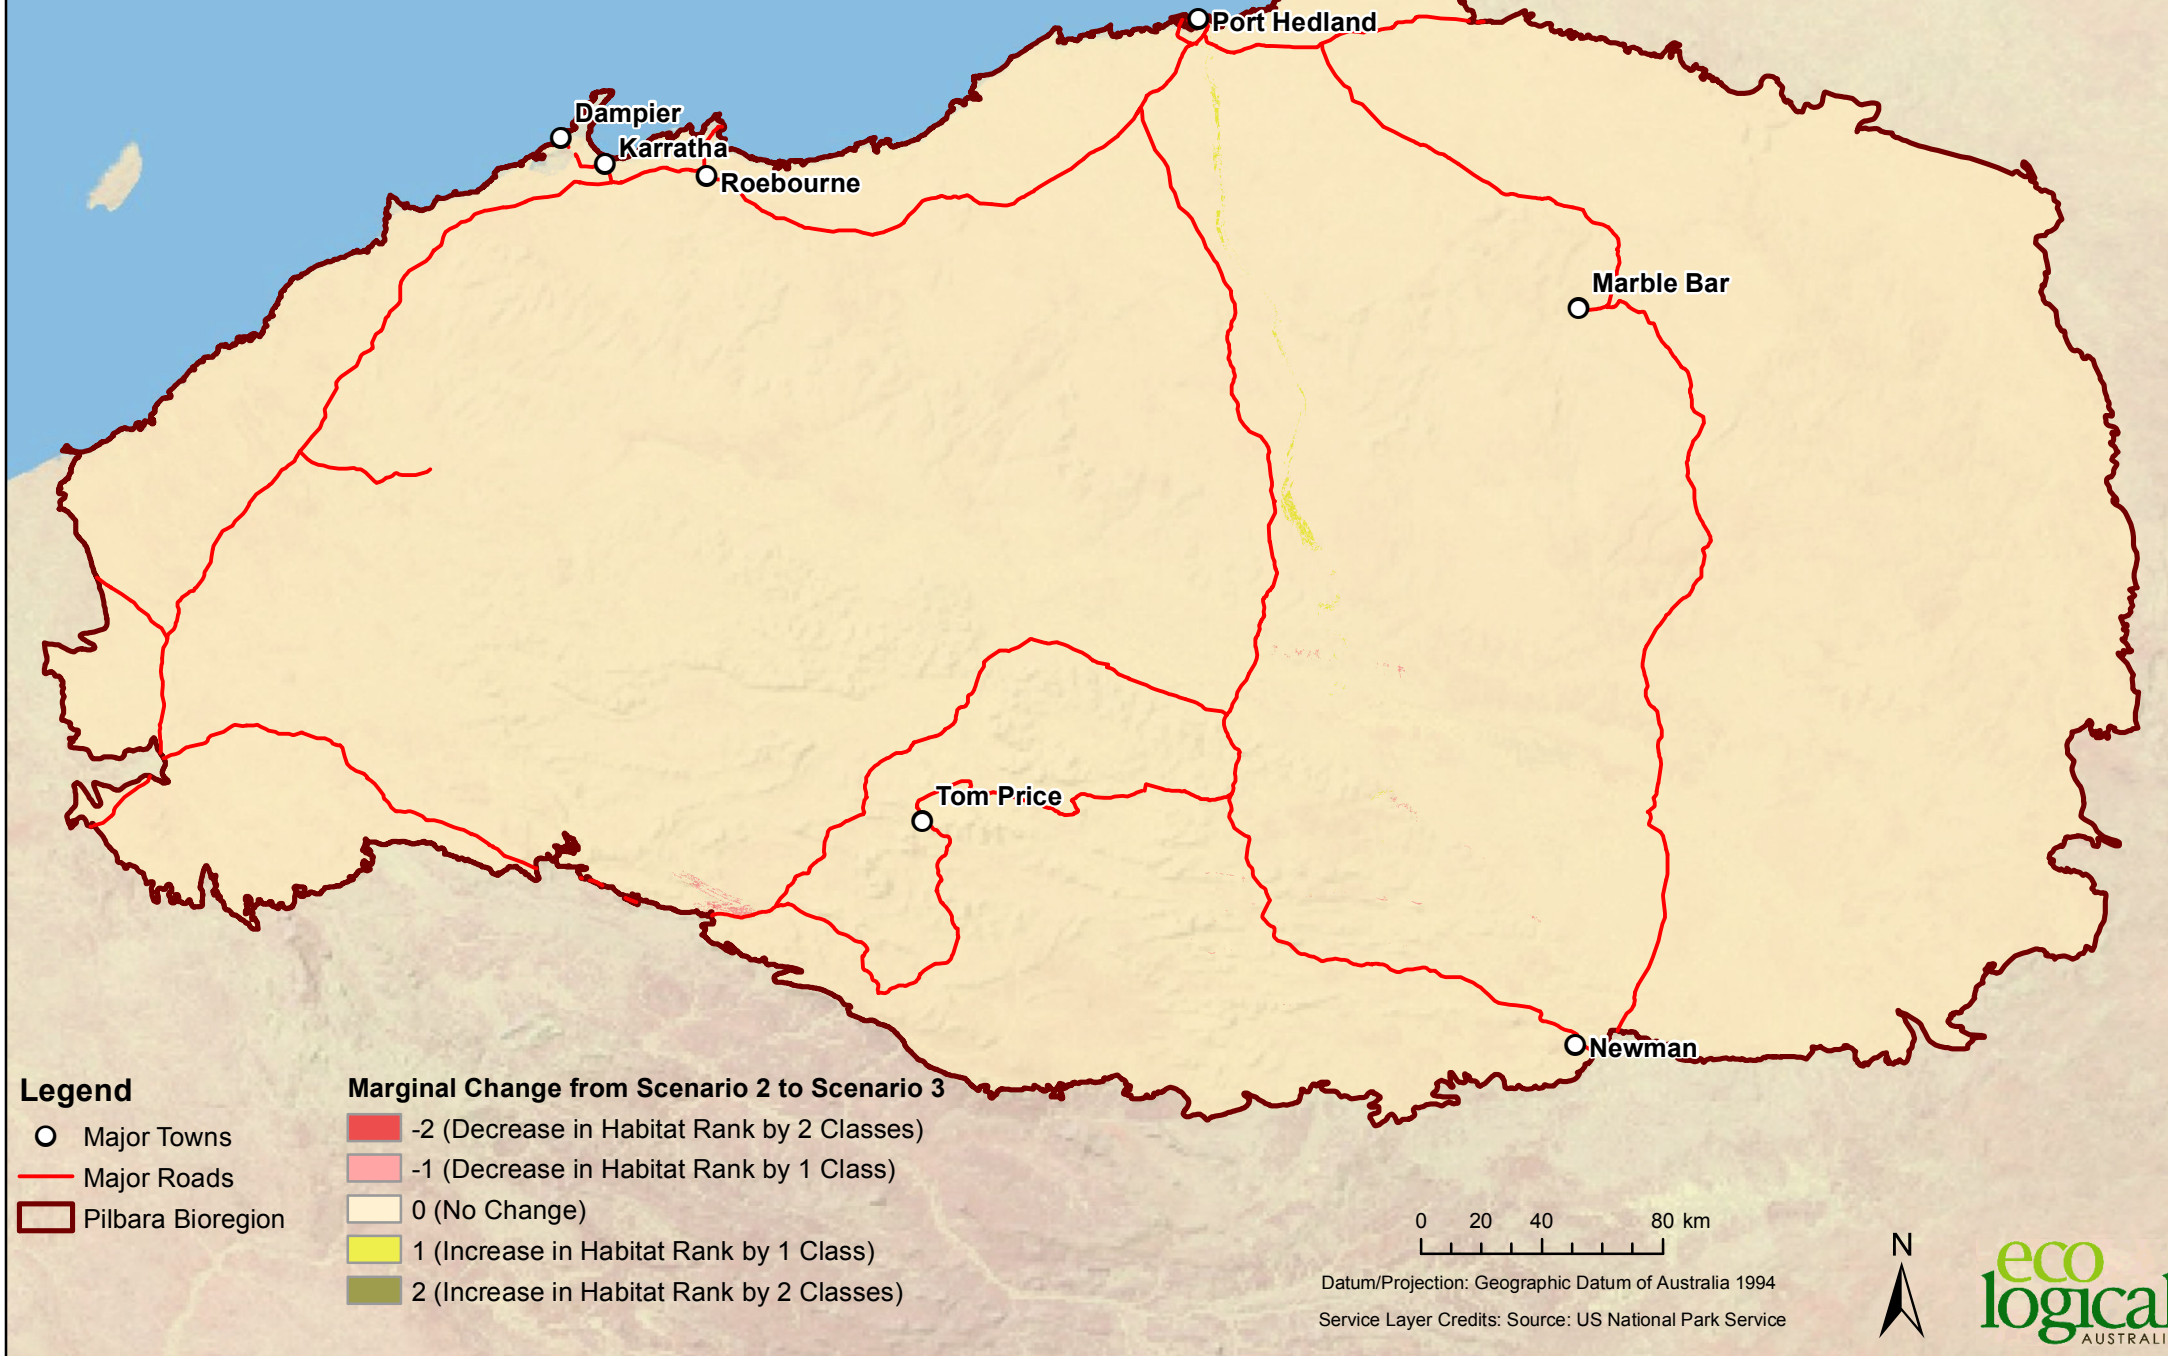 Port Hedland
Dampier
Karratha
Roebourne
Marble Bar
Tom Price
Newman
Legend
Major Towns
Major Roads
Pilbara Bioregion
Marginal Change from Scenario 2 to Scenario 3
-2 (Decrease in Habitat Rank by 2 Classes)
-1 (Decrease in Habitat Rank by 1 Class)
0 (No Change)
1 (Increase in Habitat Rank by 1 Class)
2 (Increase in Habitat Rank by 2 Classes)
0 20 40 80 km
Datum/Projection: Geographic Datum of Australia 1994
Service Layer Credits: Source: US National Park Service
N
eco
logical
AUSTRALI